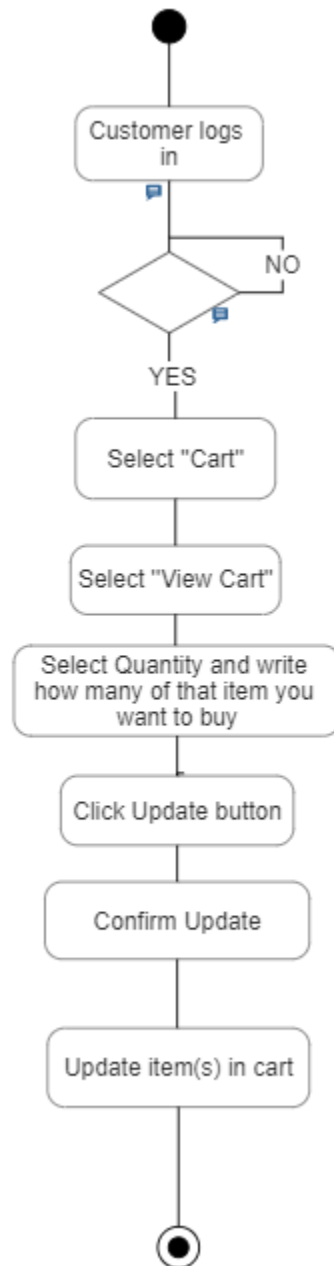 Customer logs
in
NO
YES
Select "Cart"
Select "View Cart"
Select Quantity and write
how many of that item you
want to buy
Click Update button
Confirm Update
Update item(s) in cart